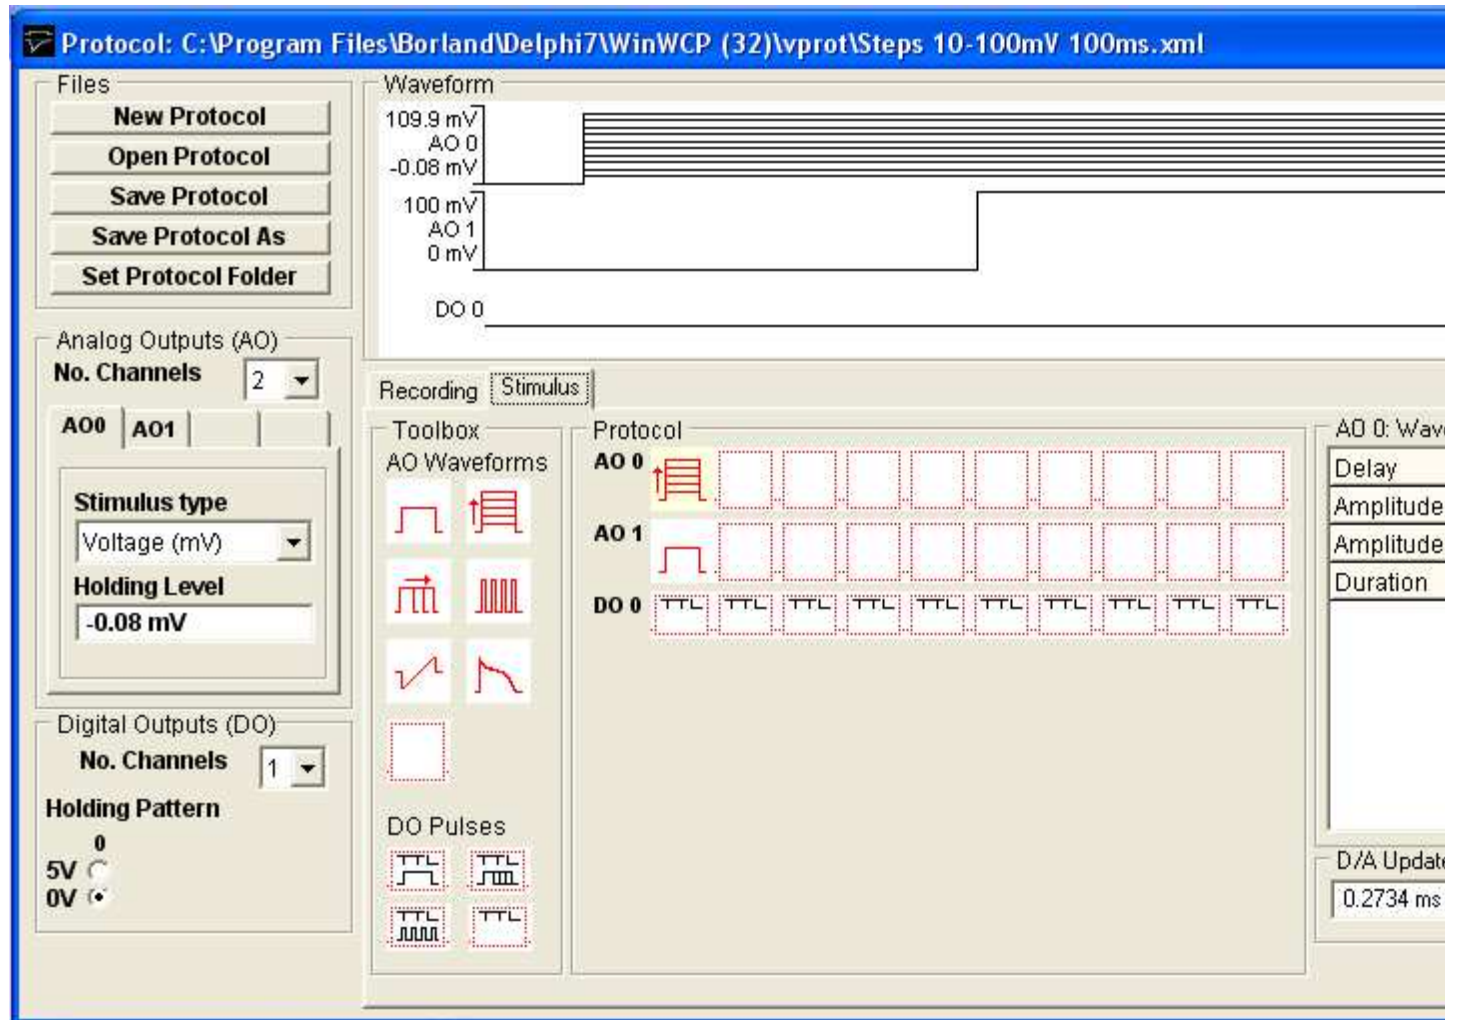 Protocol: C:\Program Files\Borland\Delphi7\WinWCP (32)\vprot\Steps 10-100mV 100ms.xml
Files
New Protocol
Open Protocol
Save Protocol
Save Protocol As
Set Protocol Folder
Waveform
109.9 mV
AO 0
-0.08 mV
100 mV
AO 1
0 mV
DO 0
Analog Outputs (AO)
No. Channels 2
AO0 AO1
Stimulus type
Voltage (mV)
Holding Level
-0.08 mV
Digital Outputs (DO)
No. Channels 1
Holding Pattern
0
5V
0V
Recording Stimulus
Toolbox
AO Waveforms
DO Pulses
TTL TTL
TTL TTL
Protocol
AO 0
AO 1
DO 0 TTL TTL TTL TTL TTL TTL TTL TTL TTL TTL
AO 0: Wav
Delay
Amplitude
Amplitude
Duration
D/A Update
0.2734 ms